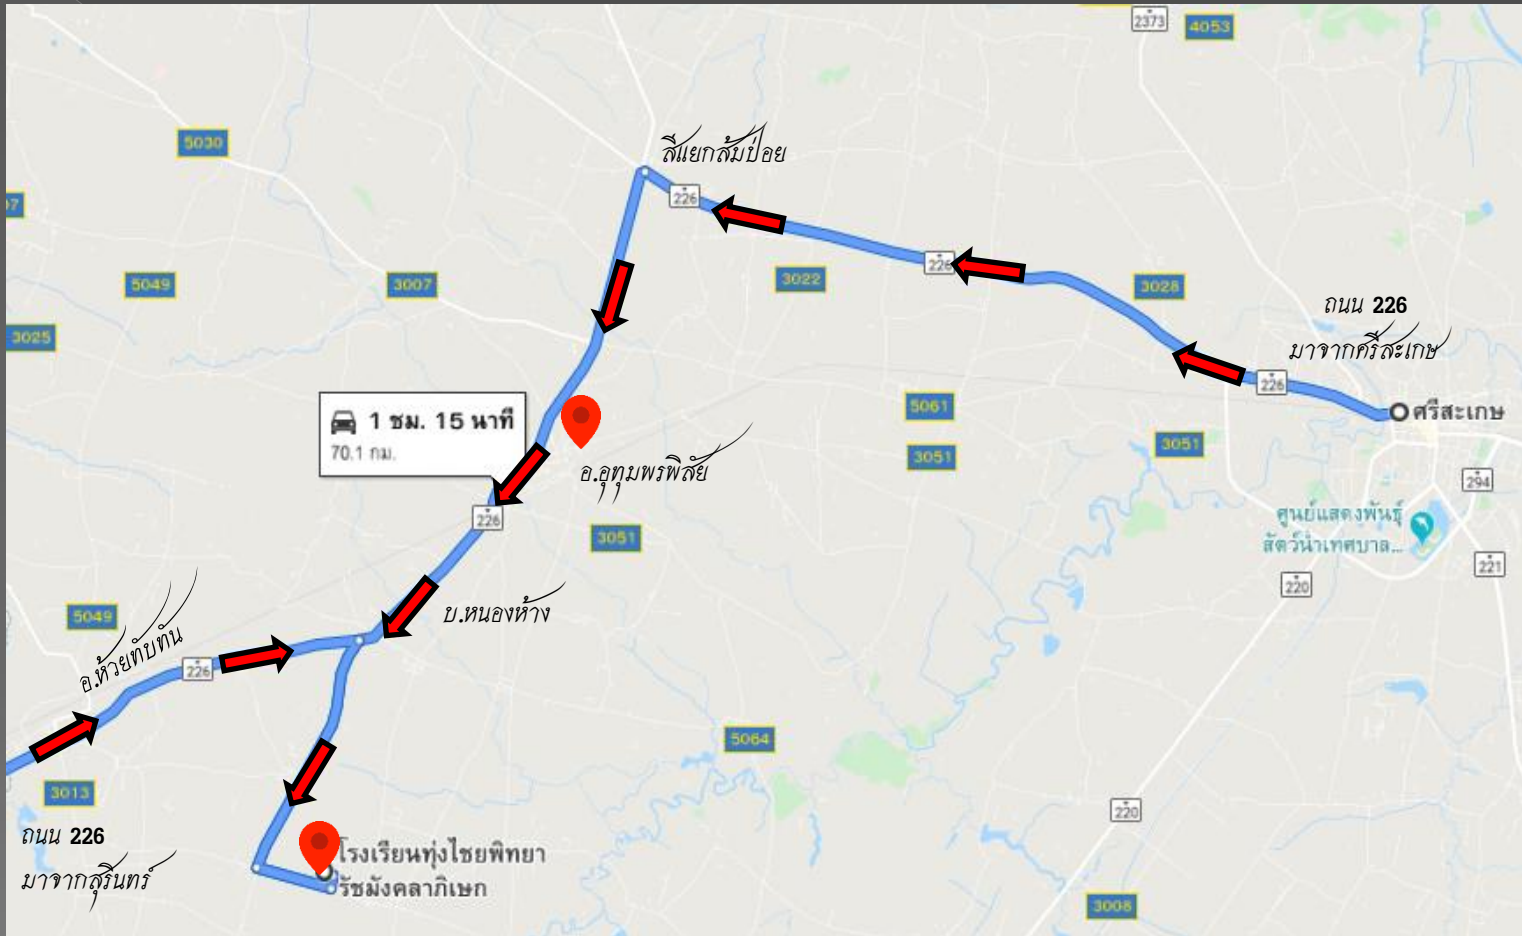 2373
4053
5030
สี่แยกส้มป่อย
226
5049
3007
3022
226
3028
3025
ถนน 226
มาจากศรีสะเกษ
226
ศรีสะเกษ
1 ชม. 15 นาที
70.1 กม.
5061
3051
3051
อ.อุทุมพรพิสัย
294
226
3051
ศูนย์แสดงพันธุ์
สัตว์น้ำเทศบาล...
221
220
5049
บ.หนองห้าง
อ.ห้วยทับทัน
226
5064
3013
220
ถนน 226
มาจากสุรินทร์
โรงเรียนทุ่งไชยพิทยา
รัชมังคลาภิเษก
3008